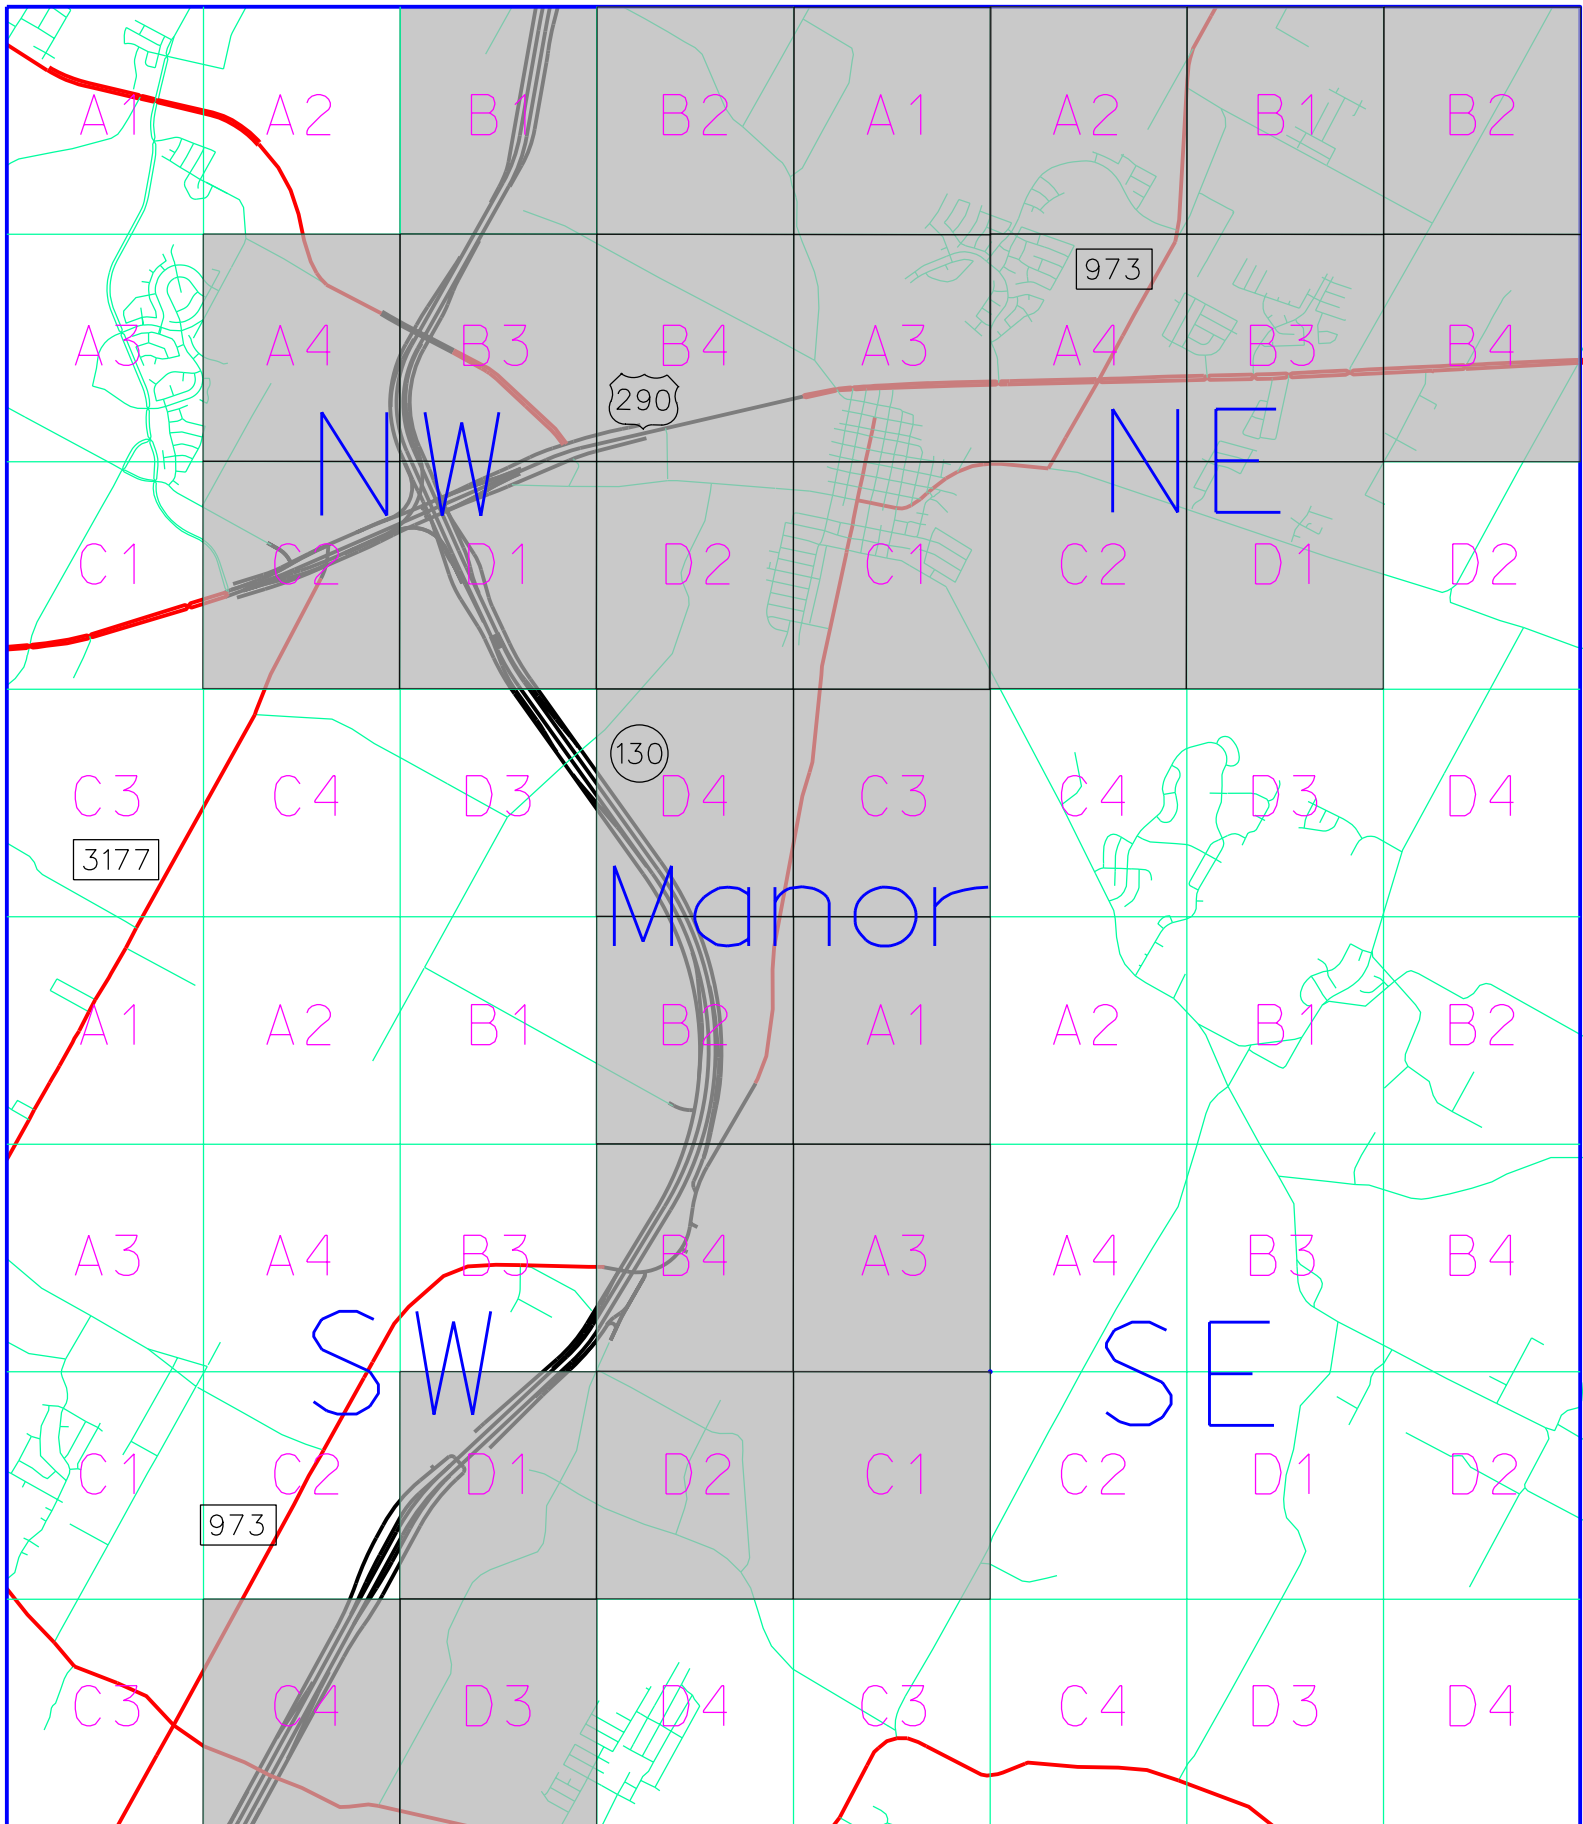 A1 A2 B1 B2 A1 A2 B1 B2
973
A3 A4 B3 B4 A3 A4 B3 B4
290
NW NE
C1 C2 D1 D2 C1 C2 D1 D2
130
C3 C4 D3 D4 C3 C4 D3 D4
3177
Manor
A1 A2 B1 B2 A1 A2 B1 B2
A3 A4 B3 B4 A3 A4 B3 B4
SW SE
C1 C2 D1 D2 C1 C2 D1 D2
973
C3 C4 D3 D4 C3 C4 D3 D4